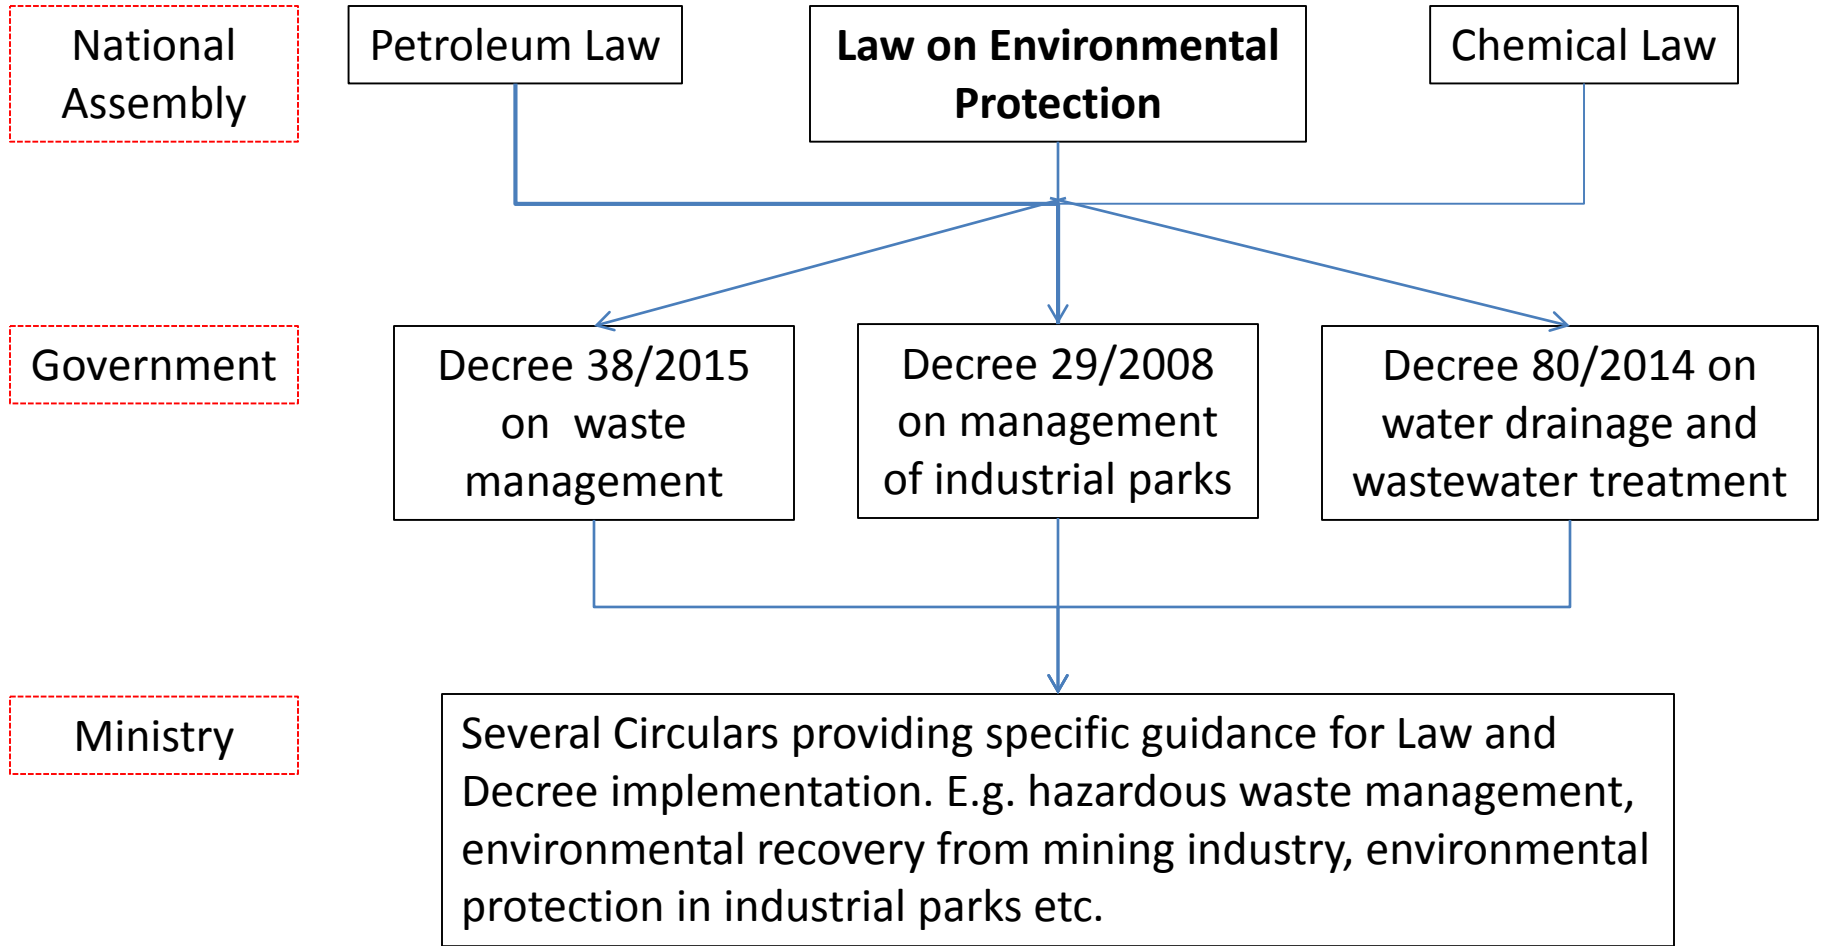 National
Assembly
Petroleum Law
Law on Environmental
Protection
Chemical Law
Government
Decree 38/2015
on  waste
management
Decree 29/2008
on management
of industrial parks
Decree 80/2014 on
water drainage and
wastewater treatment
Ministry
Several Circulars providing specific guidance for Law and
Decree implementation. E.g. hazardous waste management,
environmental recovery from mining industry, environmental
protection in industrial parks etc.